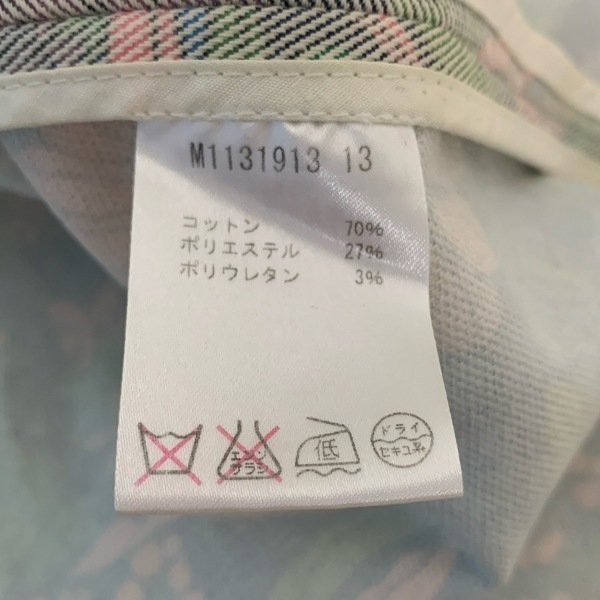 M1131913 13
コットン 70%
ポリエステル 27%
ポリウレタン 3%
エンソ
サラシ
低
ドライ
セキユ系